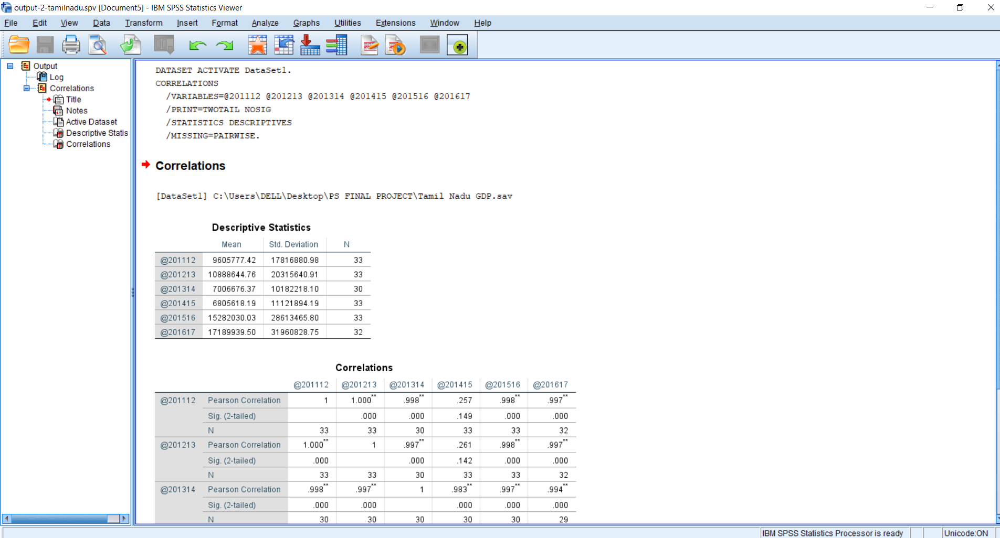 output-2-tamilnadu.spv [Document5] - IBM SPSS Statistics Viewer
File Edit View Data Transform Insert Format Analyze Graphs Utilities Extensions Window Help
Output
Log
Correlations
Title
Notes
Active Dataset
Descriptive Statis
Correlations
DATASET ACTIVATE DataSet1.
CORRELATIONS
/VARIABLES=@201112 @201213 @201314 @201415 @201516 @201617
/PRINT=TWOTAIL NOSIG
/STATISTICS DESCRIPTIVES
/MISSING=PAIRWISE.
Correlations
[DataSet1] C:\Users\DELL\Desktop\PS FINAL PROJECT\Tamil Nadu GDP.sav
Descriptive Statistics
Mean Std. Deviation N
@201112 9605777.42 17816880.98 33
@201213 10888644.76 20315640.91 33
@201314 7006676.37 10182218.10 30
@201415 6805618.19 11121894.19 33
@201516 15282030.03 28613465.80 33
@201617 17189939.50 31960828.75 32
Correlations
@201112 @201213 @201314 @201415 @201516 @201617
@201112 Pearson Correlation 1 1.000** .998** .257 .998** .997**
Sig. (2-tailed) .000 .000 .149 .000 .000
N 33 33 30 33 33 32
@201213 Pearson Correlation 1.000** 1 .997** .261 .998** .997**
Sig. (2-tailed) .000 .000 .142 .000 .000
N 33 33 30 33 33 32
@201314 Pearson Correlation .998** .997** 1 .983** .997** .994**
Sig. (2-tailed) .000 .000 .000 .000 .000
N 30 30 30 30 30 29
IBM SPSS Statistics Processor is ready Unicode:ON